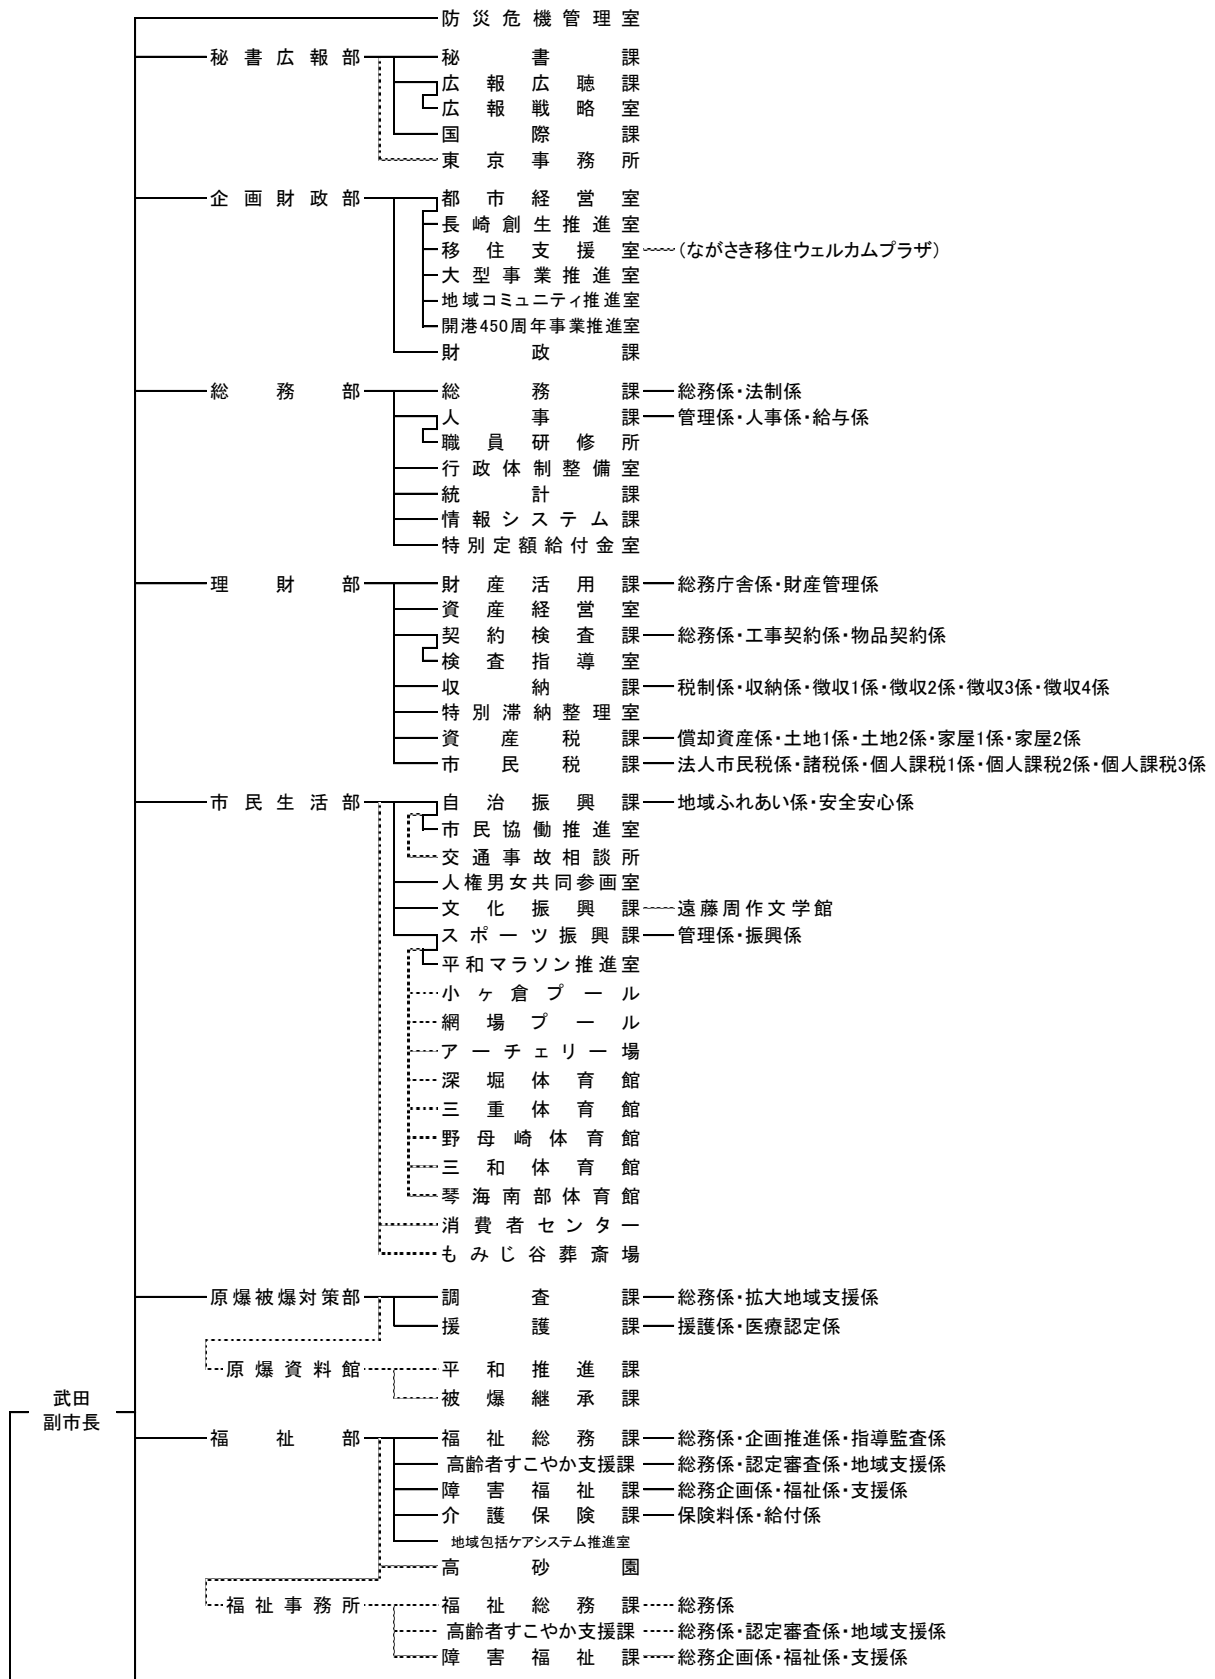 防災危機管理室
秘書広報部 秘書課
広報広聴課
広報戦略室
国際課
東京事務所
企画財政部 都市経営室
長崎創生推進室
移住支援室 (ながさき移住ウェルカムプラザ)
大型事業推進室
地域コミュニティ推進室
開港450周年事業推進室
財政課
総務部 総務課 総務係・法制係
人事課 管理係・人事係・給与係
職員研修所
行政体制整備室
統計課
情報システム課
特別定額給付金室
理財部 財産活用課 総務庁舎係・財産管理係
資産経営室
契約検査課 総務係・工事契約係・物品契約係
検査指導室
収納課 税制係・収納係・徴収1係・徴収2係・徴収3係・徴収4係
特別滞納整理室
資産税課 償却資産係・土地1係・土地2係・家屋1係・家屋2係
市民税課 法人市民税係・諸税係・個人課税1係・個人課税2係・個人課税3係
市民生活部 自治振興課 地域ふれあい係・安全安心係
市民協働推進室
交通事故相談所
人権男女共同参画室
文化振興課 遠藤周作文学館
スポーツ振興課 管理係・振興係
平和マラソン推進室
小ヶ倉プール
網場プール
アーチェリー場
深堀体育館
三重体育館
野母崎体育館
三和体育館
琴海南部体育館
消費者センター
もみじ谷葬斎場
原爆被爆対策部 調査課 総務係・拡大地域支援係
援護課 援護係・医療認定係
原爆資料館 平和推進課
被爆継承課
武田
副市長
福祉部 福祉総務課 総務係・企画推進係・指導監査係
高齢者すこやか支援課 総務係・認定審査係・地域支援係
障害福祉課 総務企画係・福祉係・支援係
介護保険課 保険料係・給付係
地域包括ケアシステム推進室
高砂園
福祉事務所 福祉総務課 総務係
高齢者すこやか支援課 総務係・認定審査係・地域支援係
障害福祉課 総務企画係・福祉係・支援係